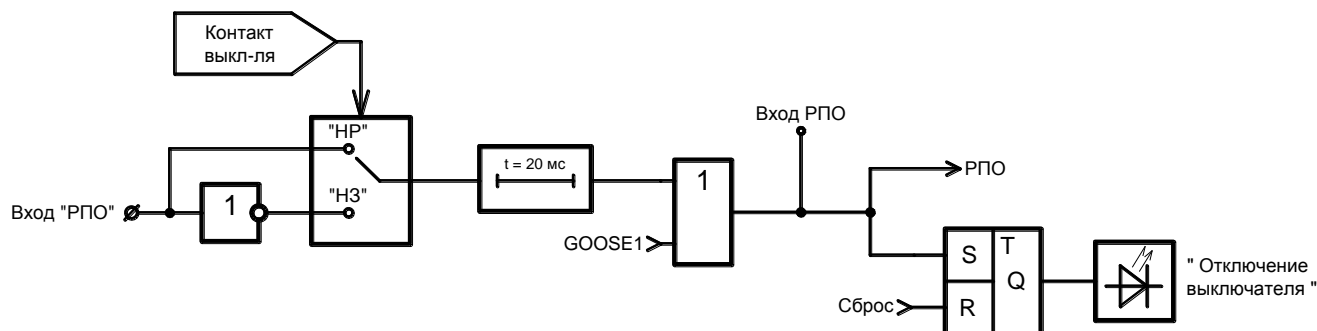 Контакт
выкл-ля
"НР"
"НЗ"
Вход "РПО"
1
t = 20 мс
1
GOOSE1
Вход РПО
РПО
S
T
Q
R
Сброс
" Отключение
выключателя "